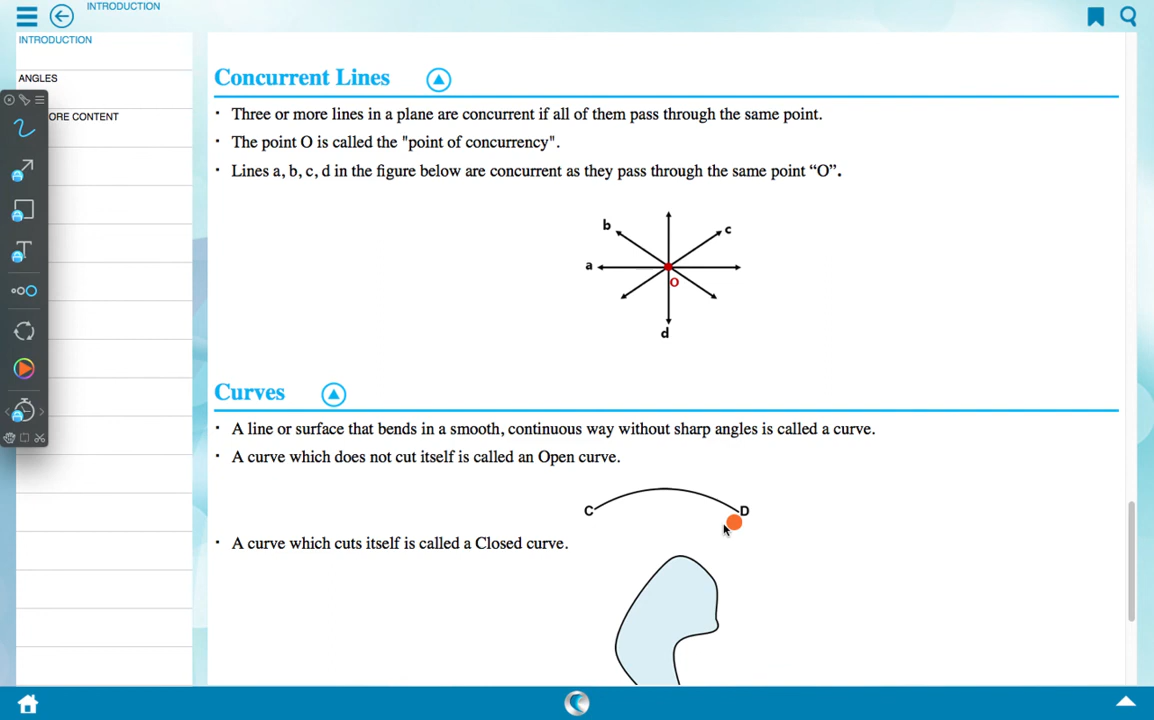 INTRODUCTION
INTRODUCTION
ANGLES
ORE CONTENT
Concurrent Lines
· Three or more lines in a plane are concurrent if all of them pass through the same point.
· The point O is called the "point of concurrency".
· Lines a, b, c, d in the figure below are concurrent as they pass through the same point “O”.
b
c
a
O
d
Curves
· A line or surface that bends in a smooth, continuous way without sharp angles is called a curve.
· A curve which does not cut itself is called an Open curve.
C D
· A curve which cuts itself is called a Closed curve.
T